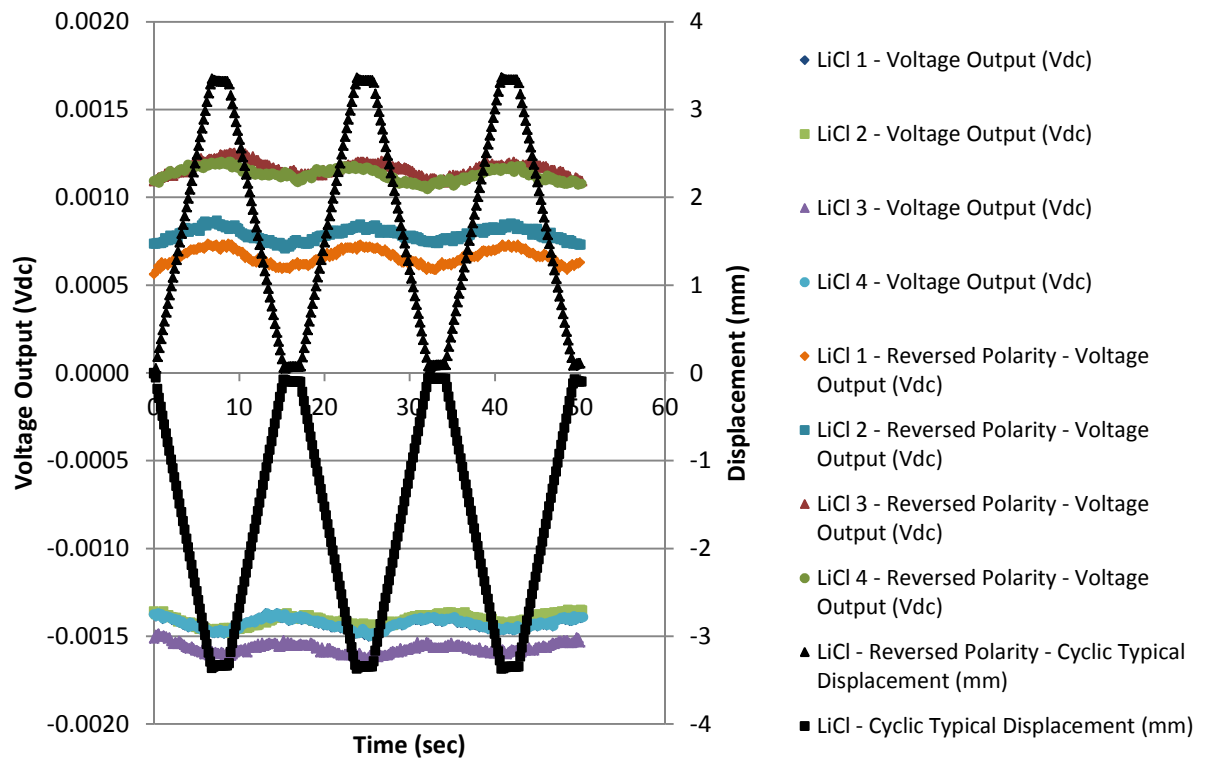 0.0020
0.0015
0.0010
0.0005
0.0000
-0.0005
-0.0010
-0.0015
-0.0020
Voltage Output (Vdc)
0
10
20
30
40
50
60
Time (sec)
4
3
2
1
0
-1
-2
-3
-4
Displacement (mm)
LiCl 1 - Voltage Output (Vdc)
LiCl 2 - Voltage Output (Vdc)
LiCl 3 - Voltage Output (Vdc)
LiCl 4 - Voltage Output (Vdc)
LiCl 1 - Reversed Polarity - Voltage
Output (Vdc)
LiCl 2 - Reversed Polarity - Voltage
Output (Vdc)
LiCl 3 - Reversed Polarity - Voltage
Output (Vdc)
LiCl 4 - Reversed Polarity - Voltage
Output (Vdc)
LiCl - Reversed Polarity - Cyclic Typical
Displacement (mm)
LiCl - Cyclic Typical Displacement (mm)